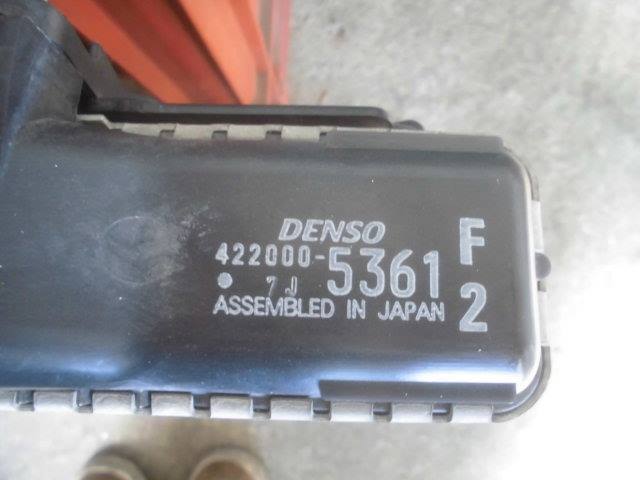 DENSO
422000-5361
7J
ASSEMBLED IN JAPAN
F
2